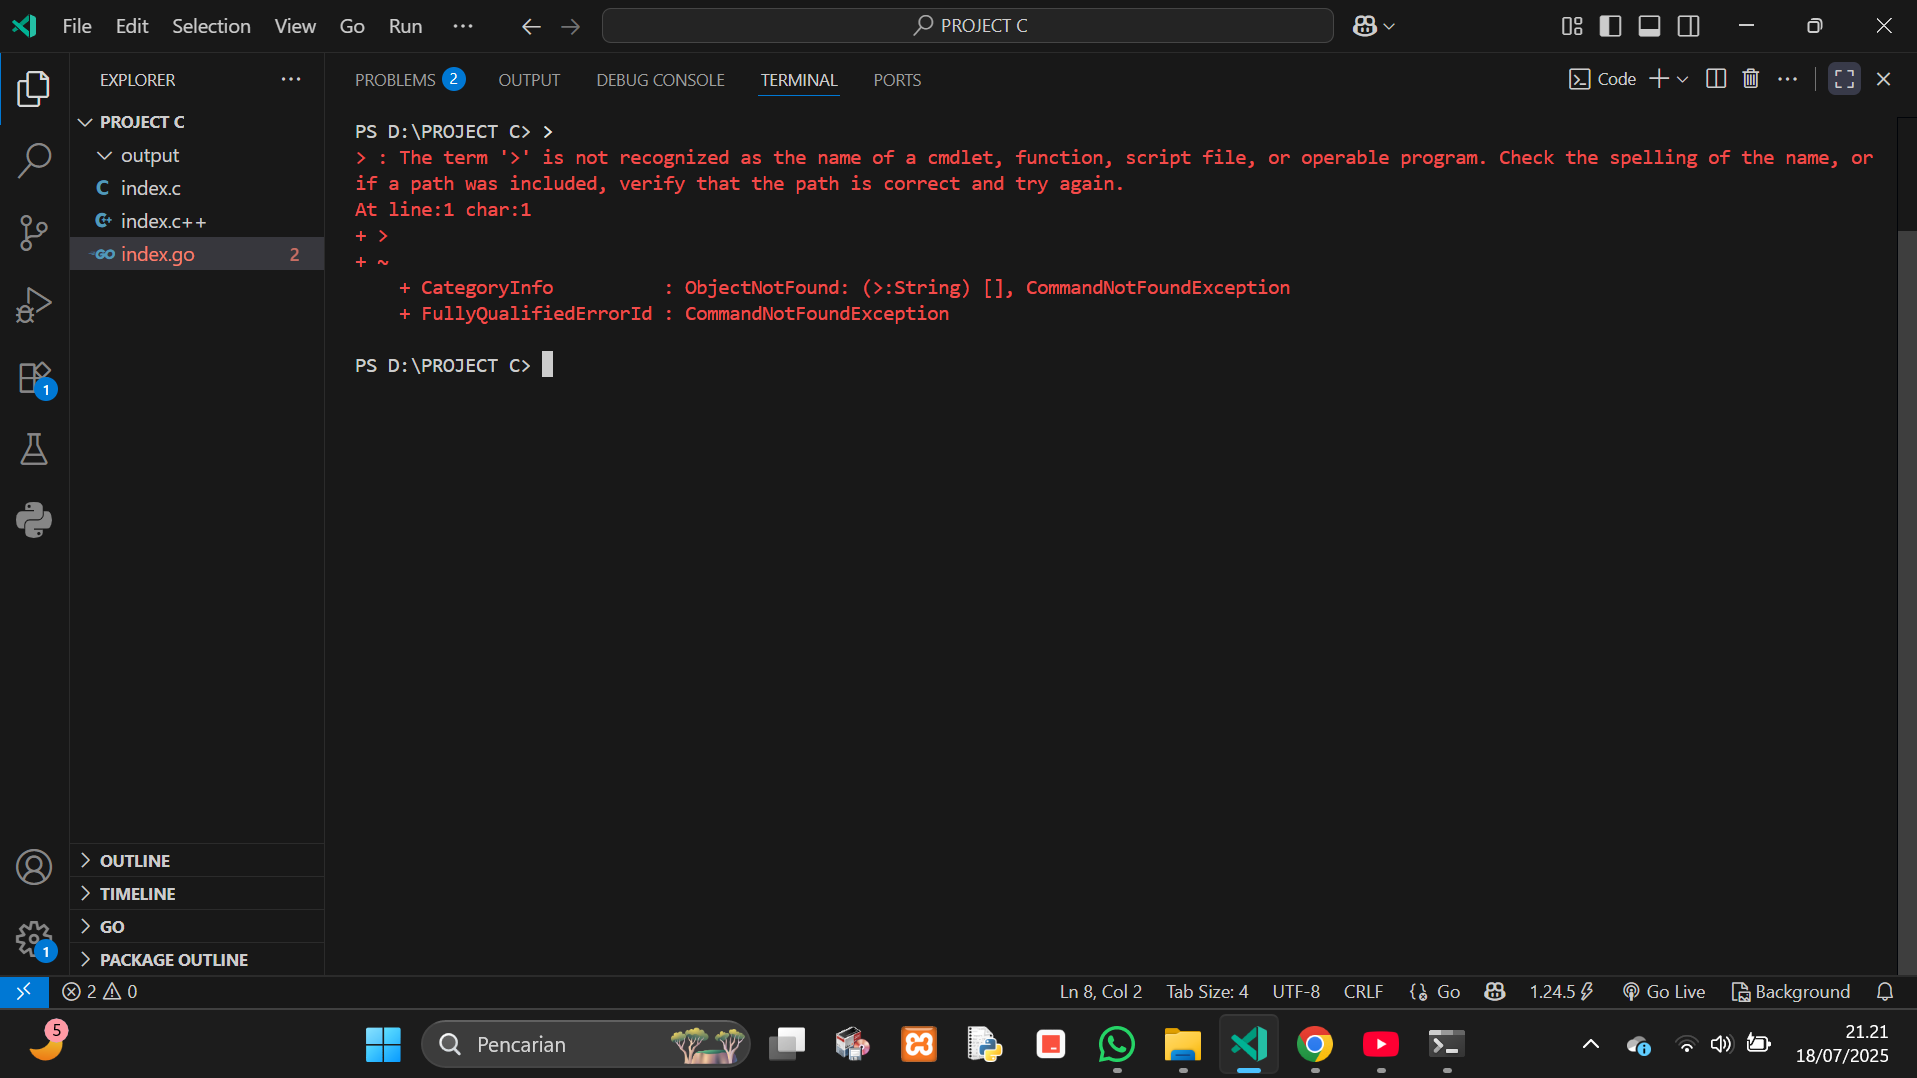 File Edit Selection View Go Run ··· PROJECT C
EXPLORER ···
PROBLEMS 2 OUTPUT DEBUG CONSOLE TERMINAL PORTS Code ···
PROJECT C
output
C index.c
index.c++
GO index.go 2
PS D:\PROJECT C> >
> : The term '>' is not recognized as the name of a cmdlet, function, script file, or operable program. Check the spelling of the name, or
if a path was included, verify that the path is correct and try again.
At line:1 char:1
+ >
+ ~
+ CategoryInfo : ObjectNotFound: (>:String) [], CommandNotFoundException
+ FullyQualifiedErrorId : CommandNotFoundException
PS D:\PROJECT C>
1
OUTLINE
TIMELINE
GO
PACKAGE OUTLINE
1
2 0 Ln 8, Col 2 Tab Size: 4 UTF-8 CRLF Go 1.24.5 Go Live Background
5 Pencarian 21.21
18/07/2025